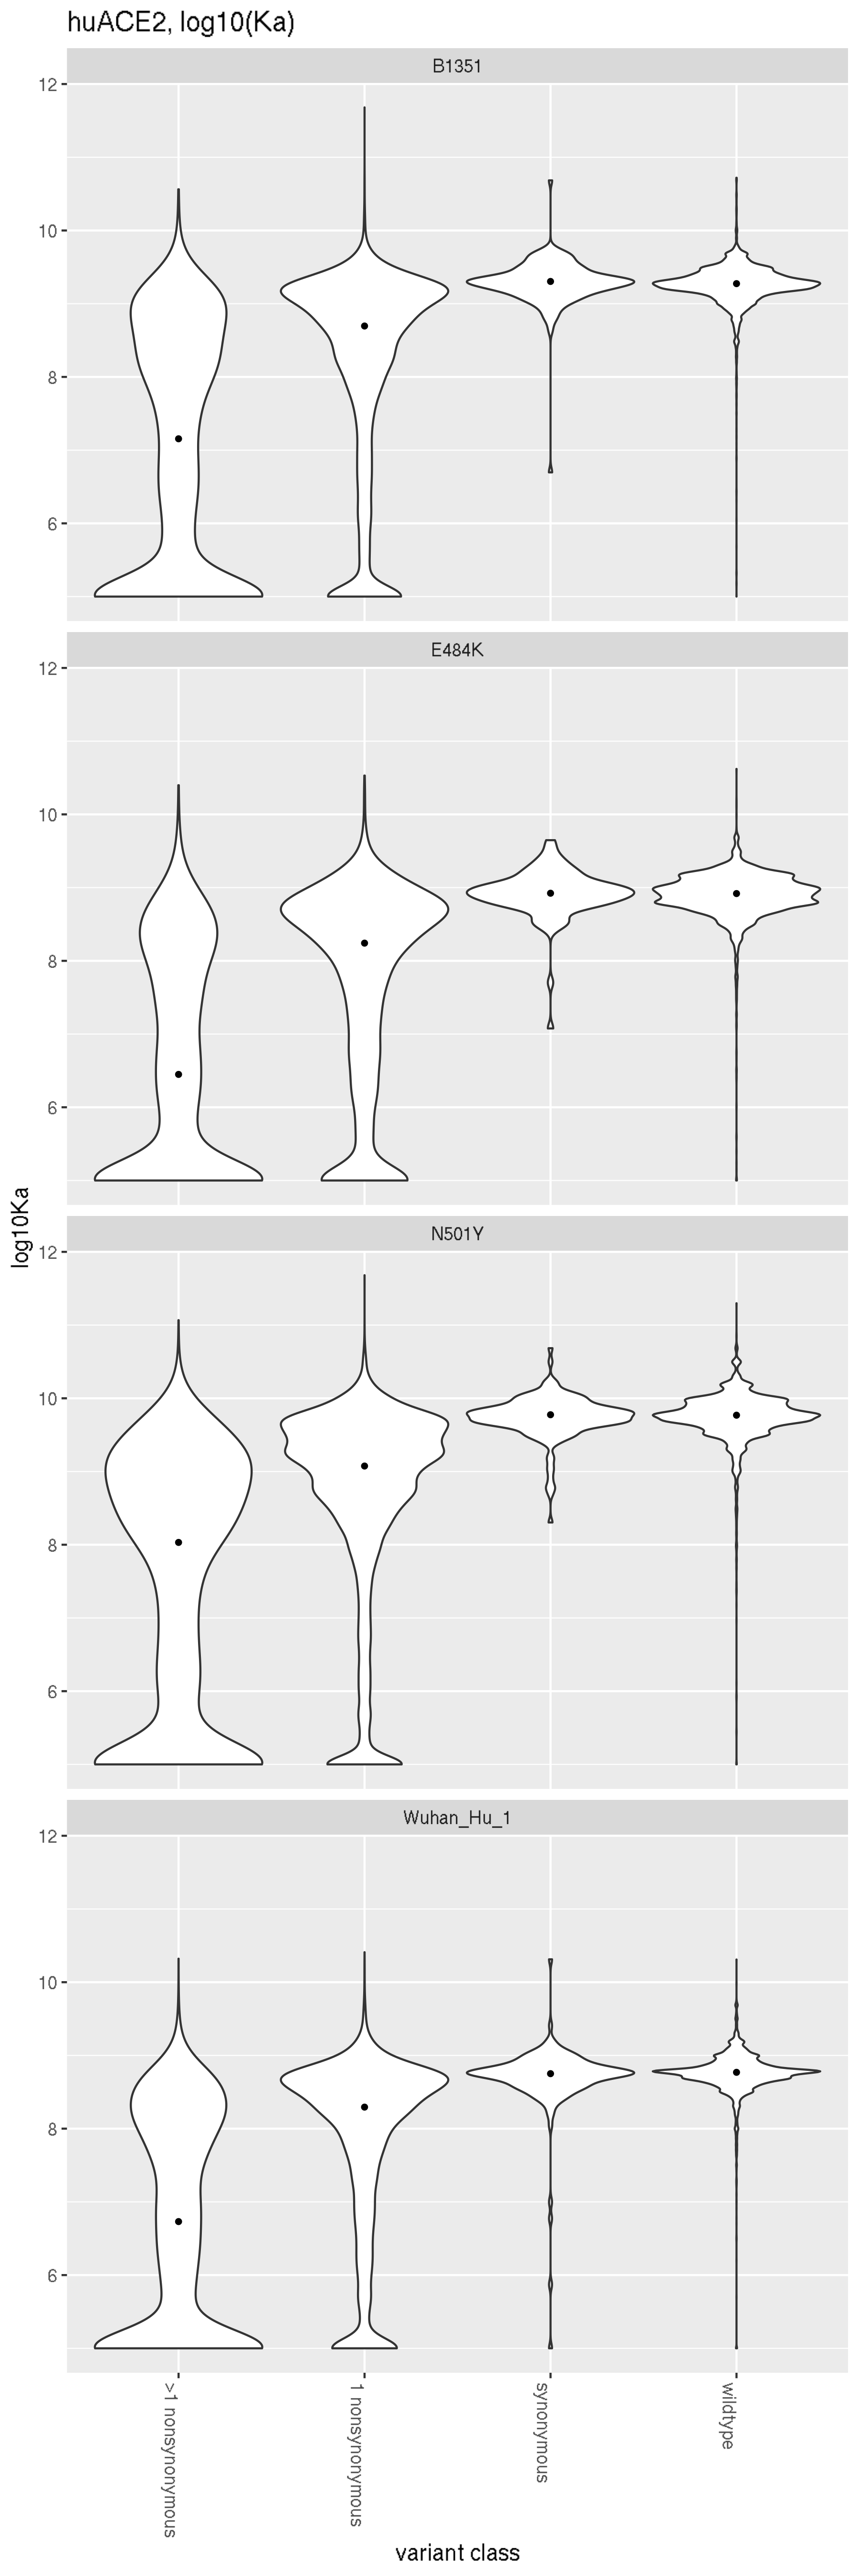 huACE2, log10(Ka)
B1351
12
10
8
6
E484K
12
10
8
6
log10Ka
N501Y
12
10
8
6
Wuhan_Hu_1
12
10
8
6
>1 nonsynonymous
1 nonsynonymous
synonymous
wildtype
variant class